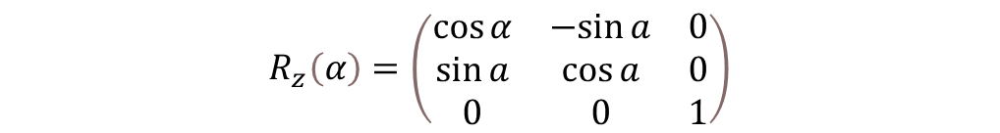 R_z(α) = (cos α −sin a 0
sin a cos a 0
0 0 1)